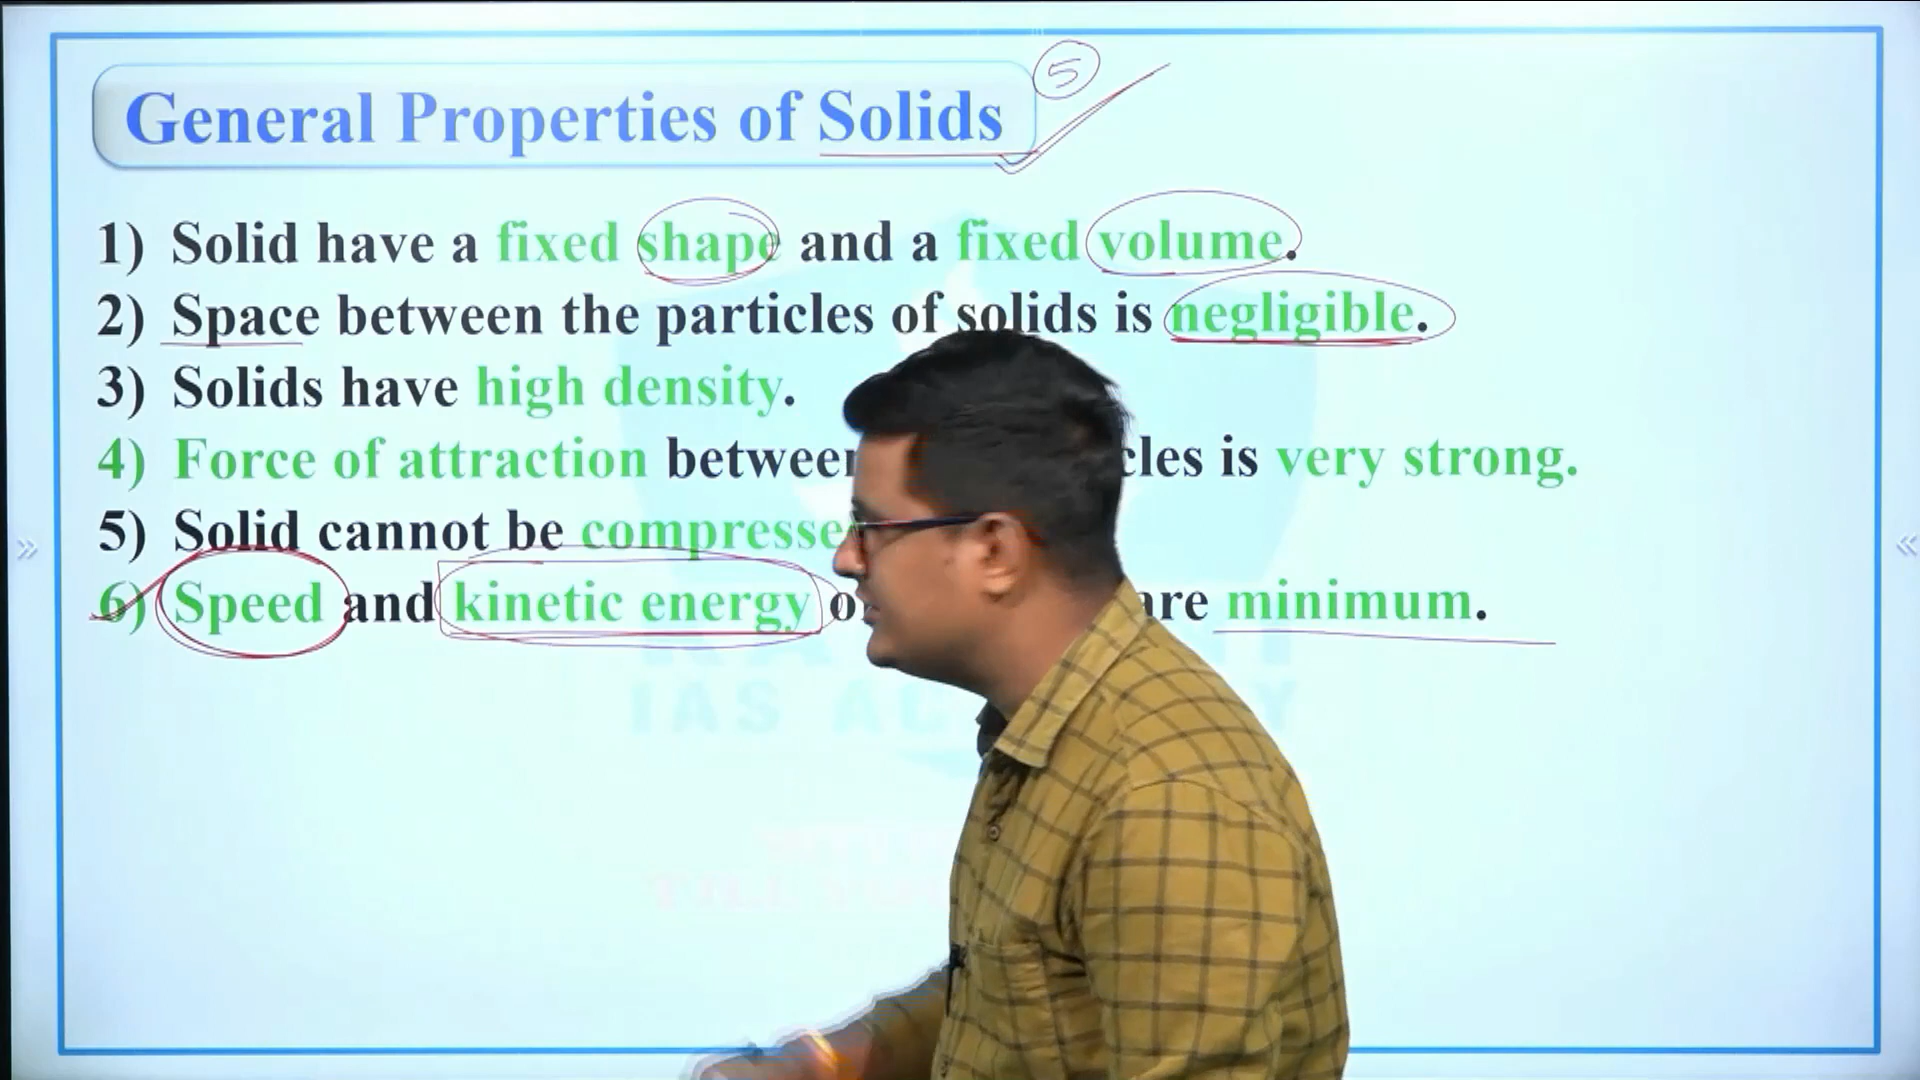 General Properties of Solids 5
1) Solid have a fixed shape and a fixed volume.
2) Space between the particles of solids is negligible.
3) Solids have high density.
4) Force of attraction between cles is very strong.
5) Solid cannot be compresse
6) Speed and kinetic energy o are minimum.
IAS AC Y